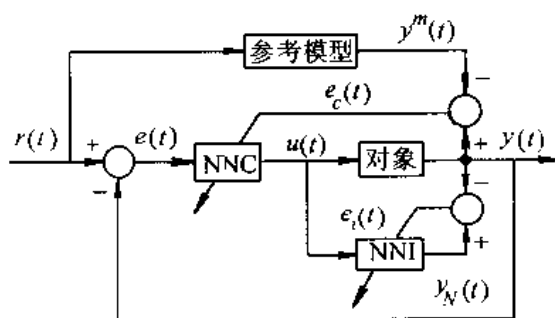 参考模型
y^m(t)
−
e_c(t)
r(t)
+
e(t)
NNC
u(t)
对象
+
y(t)
−
−
e_i(t)
NNI
+
y_N(t)